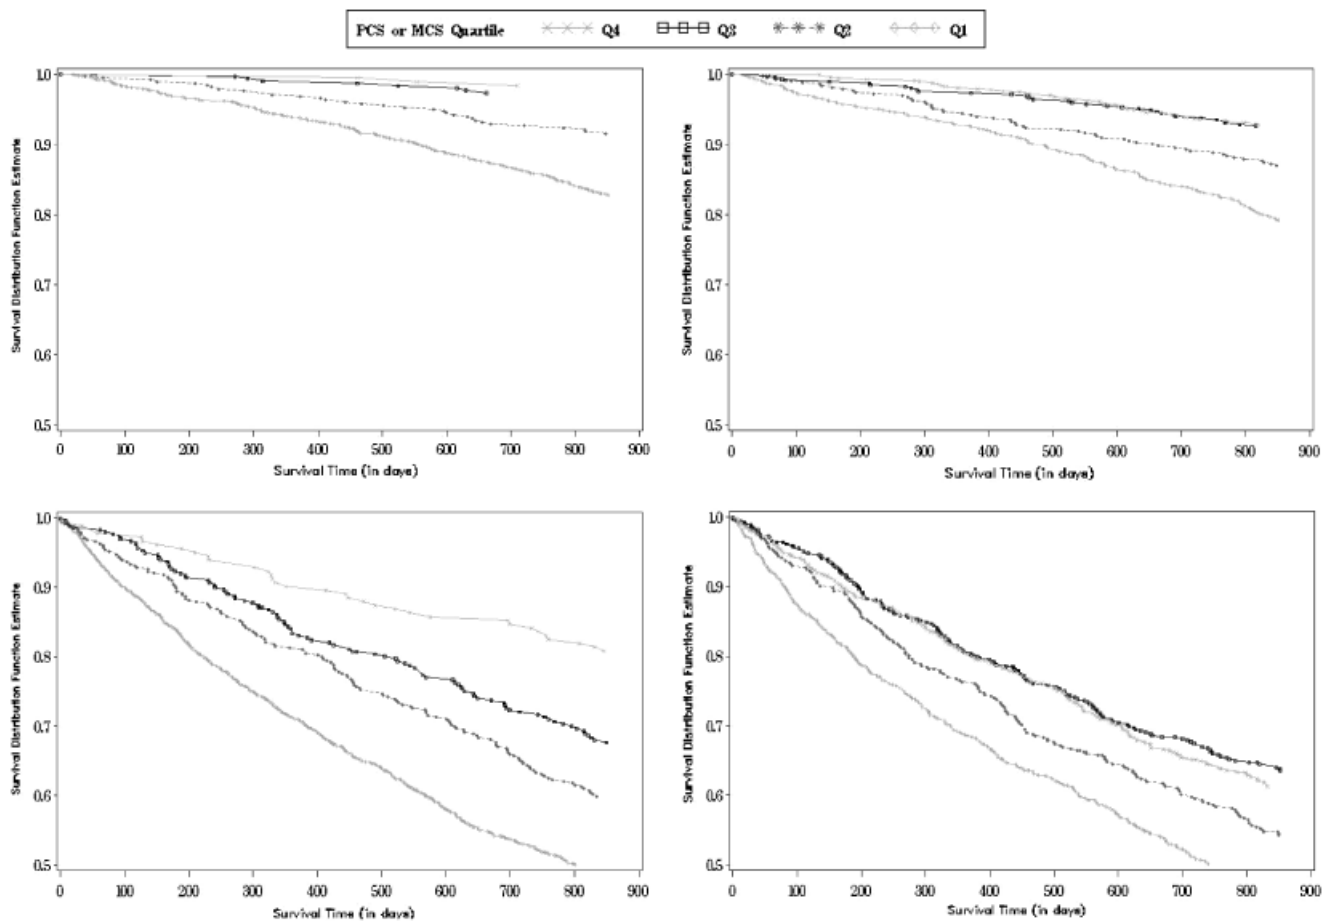 PCS or MCS Quartile Q4 Q3 Q2 Q1
Survival Distribution Function Estimate
1.0
0.9
0.8
0.7
0.6
0.5
0 100 200 300 400 500 600 700 800 900
Survival Time (in days)
Survival Distribution Function Estimate
1.0
0.9
0.8
0.7
0.6
0.5
0 100 200 300 400 500 600 700 800 900
Survival Time (in days)
Survival Distribution Function Estimate
1.0
0.9
0.8
0.7
0.6
0.5
0 100 200 300 400 500 600 700 800 900
Survival Time (in days)
Survival Distribution Function Estimate
1.0
0.9
0.8
0.7
0.6
0.5
0 100 200 300 400 500 600 700 800 900
Survival Time (in days)